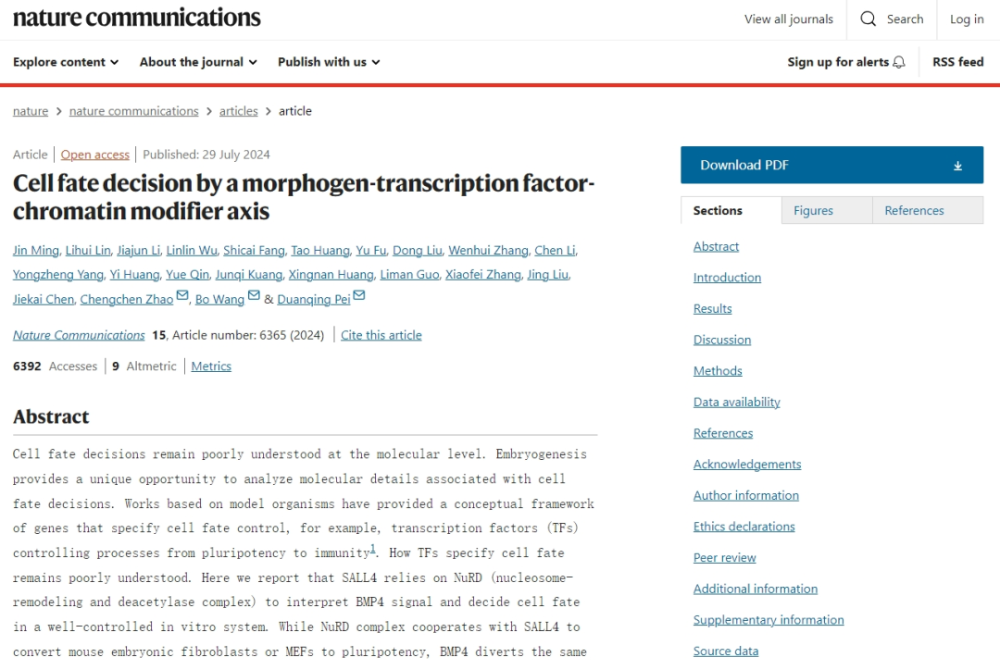 nature communications
View all journals
Search
Log in
Explore content
About the journal
Publish with us
Sign up for alerts
RSS feed
nature > nature communications > articles > article
Article | Open access | Published: 29 July 2024
Cell fate decision by a morphogen-transcription factor-
chromatin modifier axis
Jin Ming, Lihui Lin, Jiajun Li, Linlin Wu, Shicai Fang, Tao Huang, Yu Fu, Dong Liu, Wenhui Zhang, Chen Li,
Yongzheng Yang, Yi Huang, Yue Qin, Junqi Kuang, Xingnan Huang, Liman Guo, Xiaofei Zhang, Jing Liu,
Jiekai Chen, Chengchen Zhao, Bo Wang & Duanqing Pei
Nature Communications 15, Article number: 6365 (2024) | Cite this article
6392 Accesses | 9 Altmetric | Metrics
Abstract
Cell fate decisions remain poorly understood at the molecular level. Embryogenesis
provides a unique opportunity to analyze molecular details associated with cell
fate decisions. Works based on model organisms have provided a conceptual framework
of genes that specify cell fate control, for example, transcription factors (TFs)
controlling processes from pluripotency to immunity1. How TFs specify cell fate
remains poorly understood. Here we report that SALL4 relies on NuRD (nucleosome-
remodeling and deacetylase complex) to interpret BMP4 signal and decide cell fate
in a well-controlled in vitro system. While NuRD complex cooperates with SALL4 to
convert mouse embryonic fibroblasts or MEFs to pluripotency, BMP4 diverts the same
Download PDF
Sections
Figures
References
Abstract
Introduction
Results
Discussion
Methods
Data availability
References
Acknowledgements
Author information
Ethics declarations
Peer review
Additional information
Supplementary information
Source data